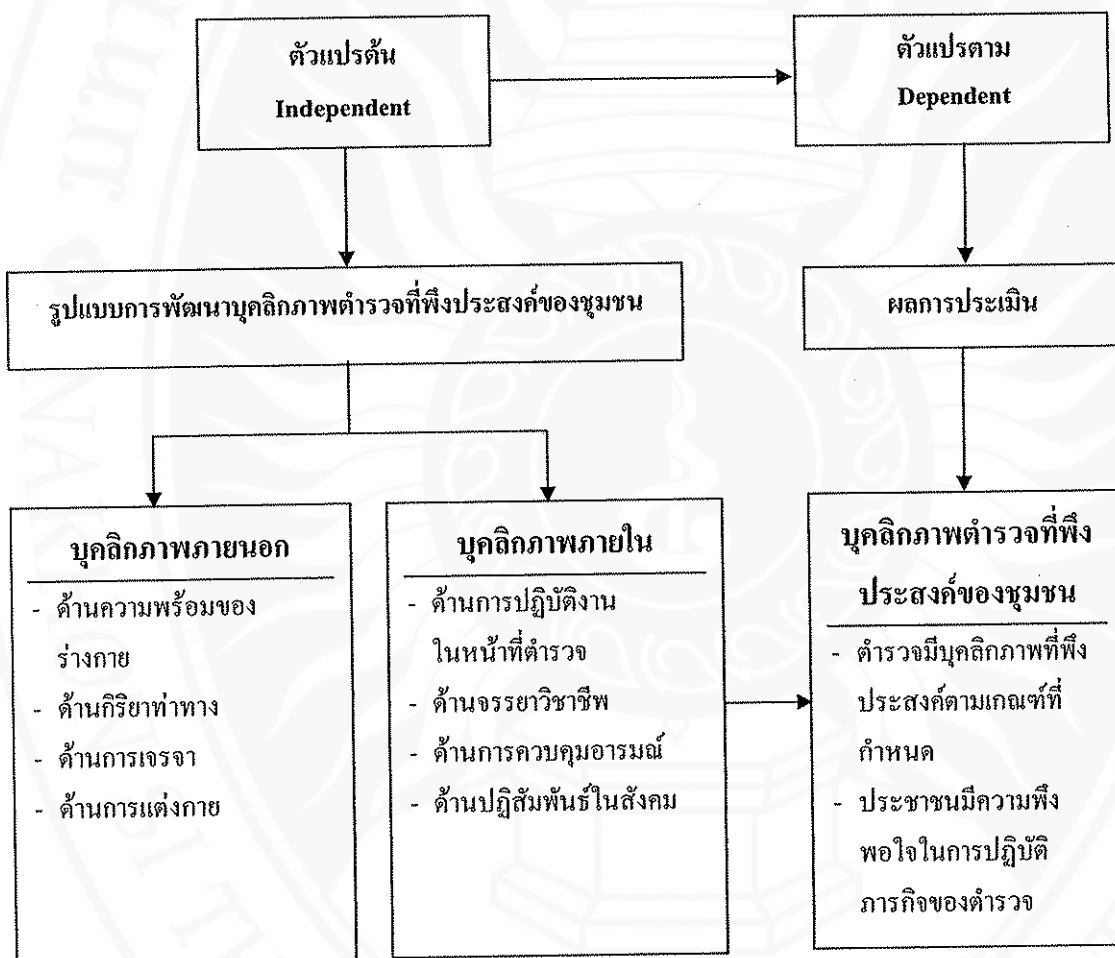 ตัวแปรต้น
Independent
ตัวแปรตาม
Dependent
รูปแบบการพัฒนาบุคลิกภาพตำรวจที่พึงประสงค์ของชุมชน
ผลการประเมิน
บุคลิกภาพภายนอก
- ด้านความพร้อมของ
ร่างกาย
- ด้านกิริยาท่าทาง
- ด้านการเจรจา
- ด้านการแต่งกาย
บุคลิกภาพภายใน
- ด้านการปฏิบัติงาน
ในหน้าที่ตำรวจ
- ด้านจรรยาวิชาชีพ
- ด้านการควบคุมอารมณ์
- ด้านปฏิสัมพันธ์ในสังคม
บุคลิกภาพตำรวจที่พึง
ประสงค์ของชุมชน
- ตำรวจมีบุคลิกภาพที่พึง
ประสงค์ตามเกณฑ์ที่
กำหนด
- ประชาชนมีความพึง
พอใจในการปฏิบัติ
ภารกิจของตำรวจ